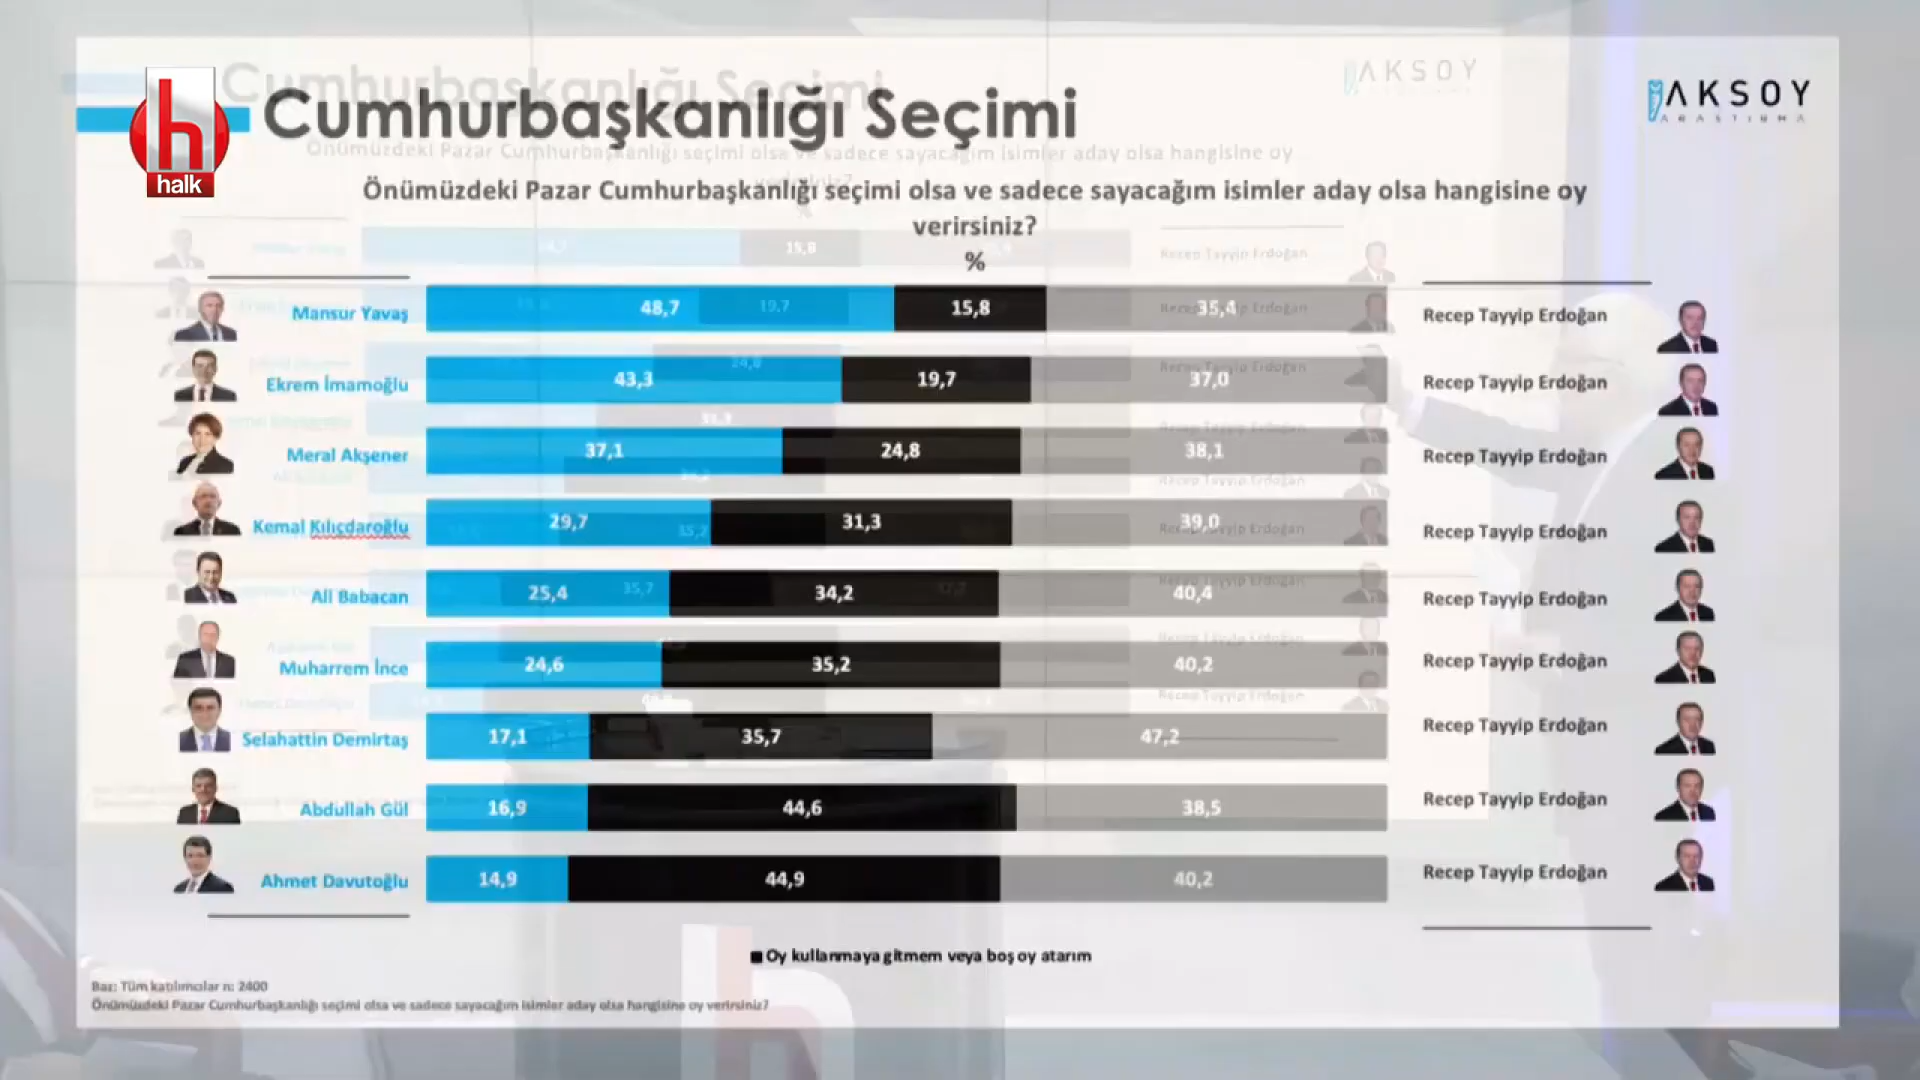 h
halk
Cumhurbaşkanlığı Seçimi
AKSOY
ARAŞTIRMA
Önümüzdeki Pazar Cumhurbaşkanlığı seçimi olsa ve sadece sayacağım isimler aday olsa hangisine oy
verirsiniz?
%
Mansur Yavaş 48,7 15,8 35,4 Recep Tayyip Erdoğan
Ekrem İmamoğlu 43,3 19,7 37,0 Recep Tayyip Erdoğan
Meral Akşener 37,1 24,8 38,1 Recep Tayyip Erdoğan
Kemal Kılıçdaroğlu 29,7 31,3 39,0 Recep Tayyip Erdoğan
Ali Babacan 25,4 34,2 40,4 Recep Tayyip Erdoğan
Muharrem İnce 24,6 35,2 40,2 Recep Tayyip Erdoğan
Selahattin Demirtaş 17,1 35,7 47,2 Recep Tayyip Erdoğan
Abdullah Gül 16,9 44,6 38,5 Recep Tayyip Erdoğan
Ahmet Davutoğlu 14,9 44,9 40,2 Recep Tayyip Erdoğan
Oy kullanmaya gitmem veya boş oy atarım
Baz: Tüm katılımcılar n: 2400
Önümüzdeki Pazar Cumhurbaşkanlığı seçimi olsa ve sadece sayacağım isimler aday olsa hangisine oy verirsiniz?